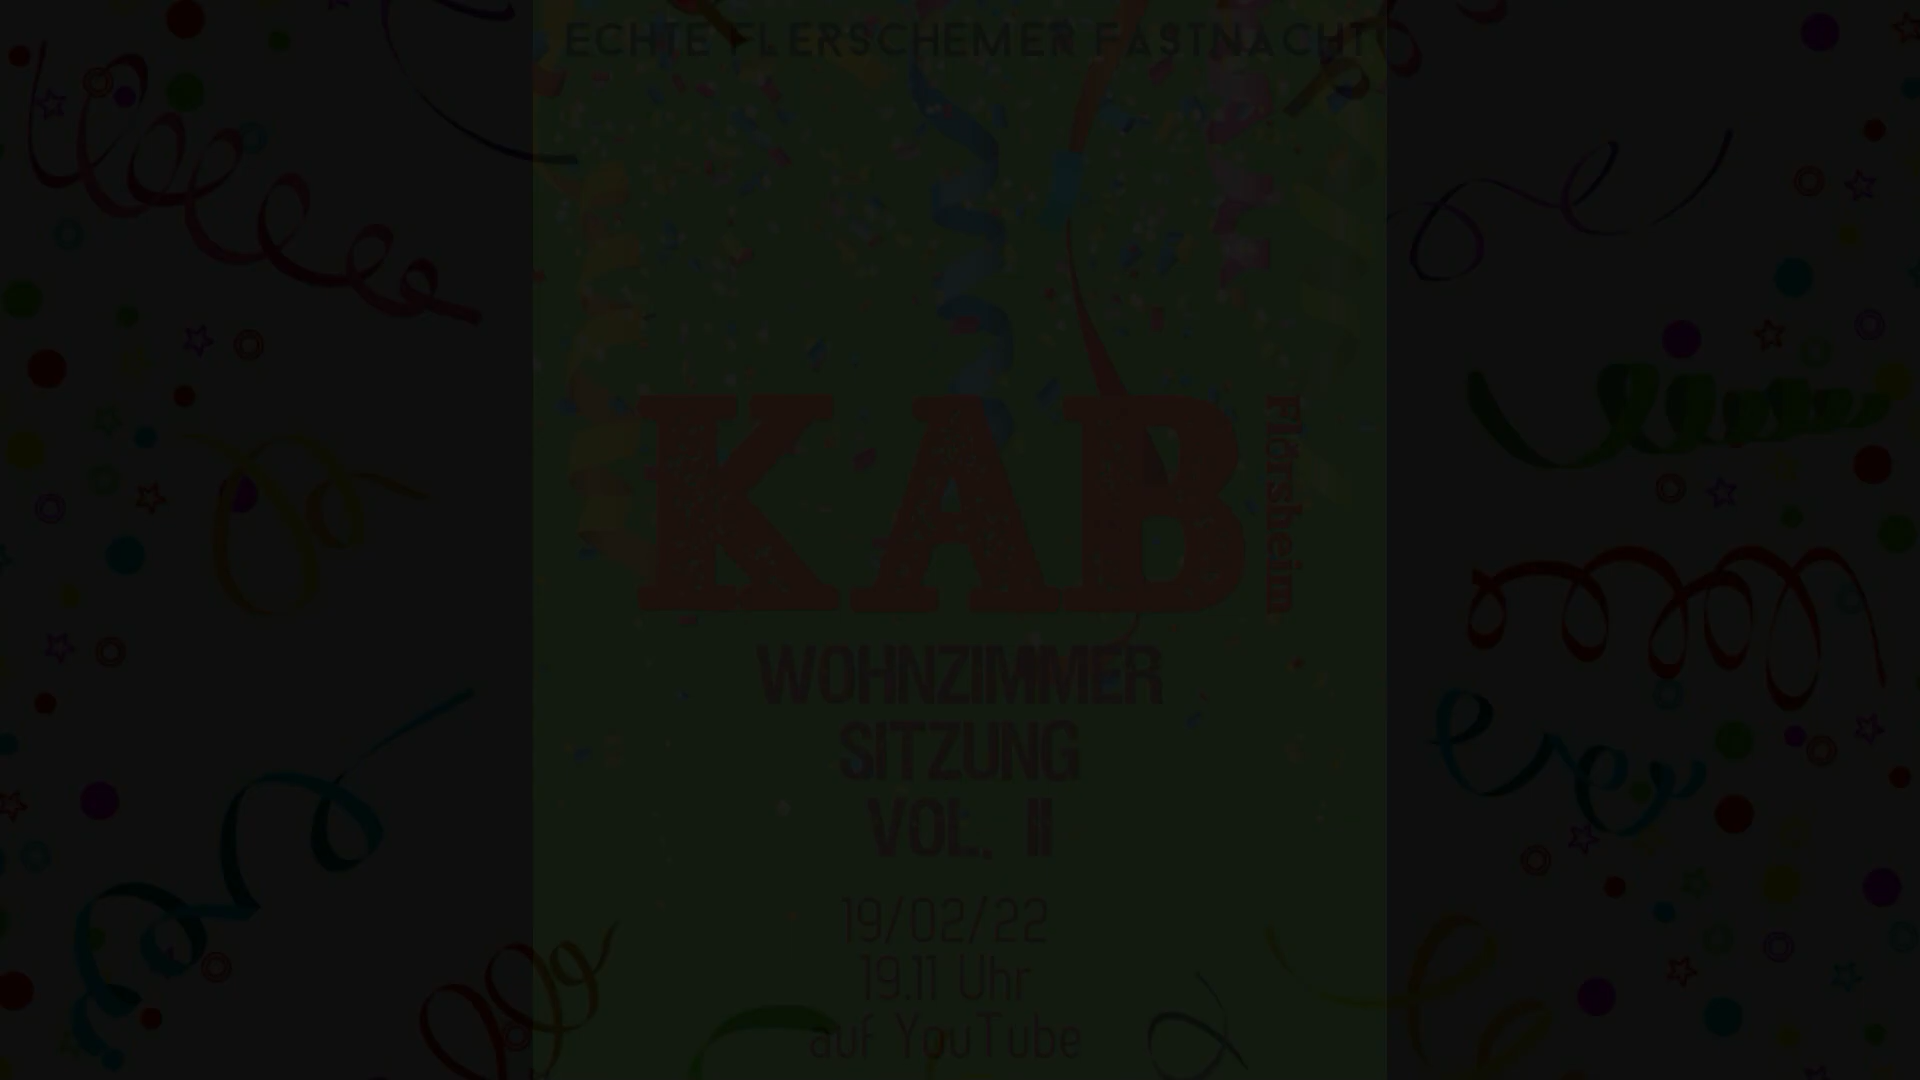 ECHTE FLERSCHEMER FASTNACHT
KAB
Flörsheim
WOHNZIMMER
SITZUNG
VOL. II
19/02/22
19.11 Uhr
auf YouTube